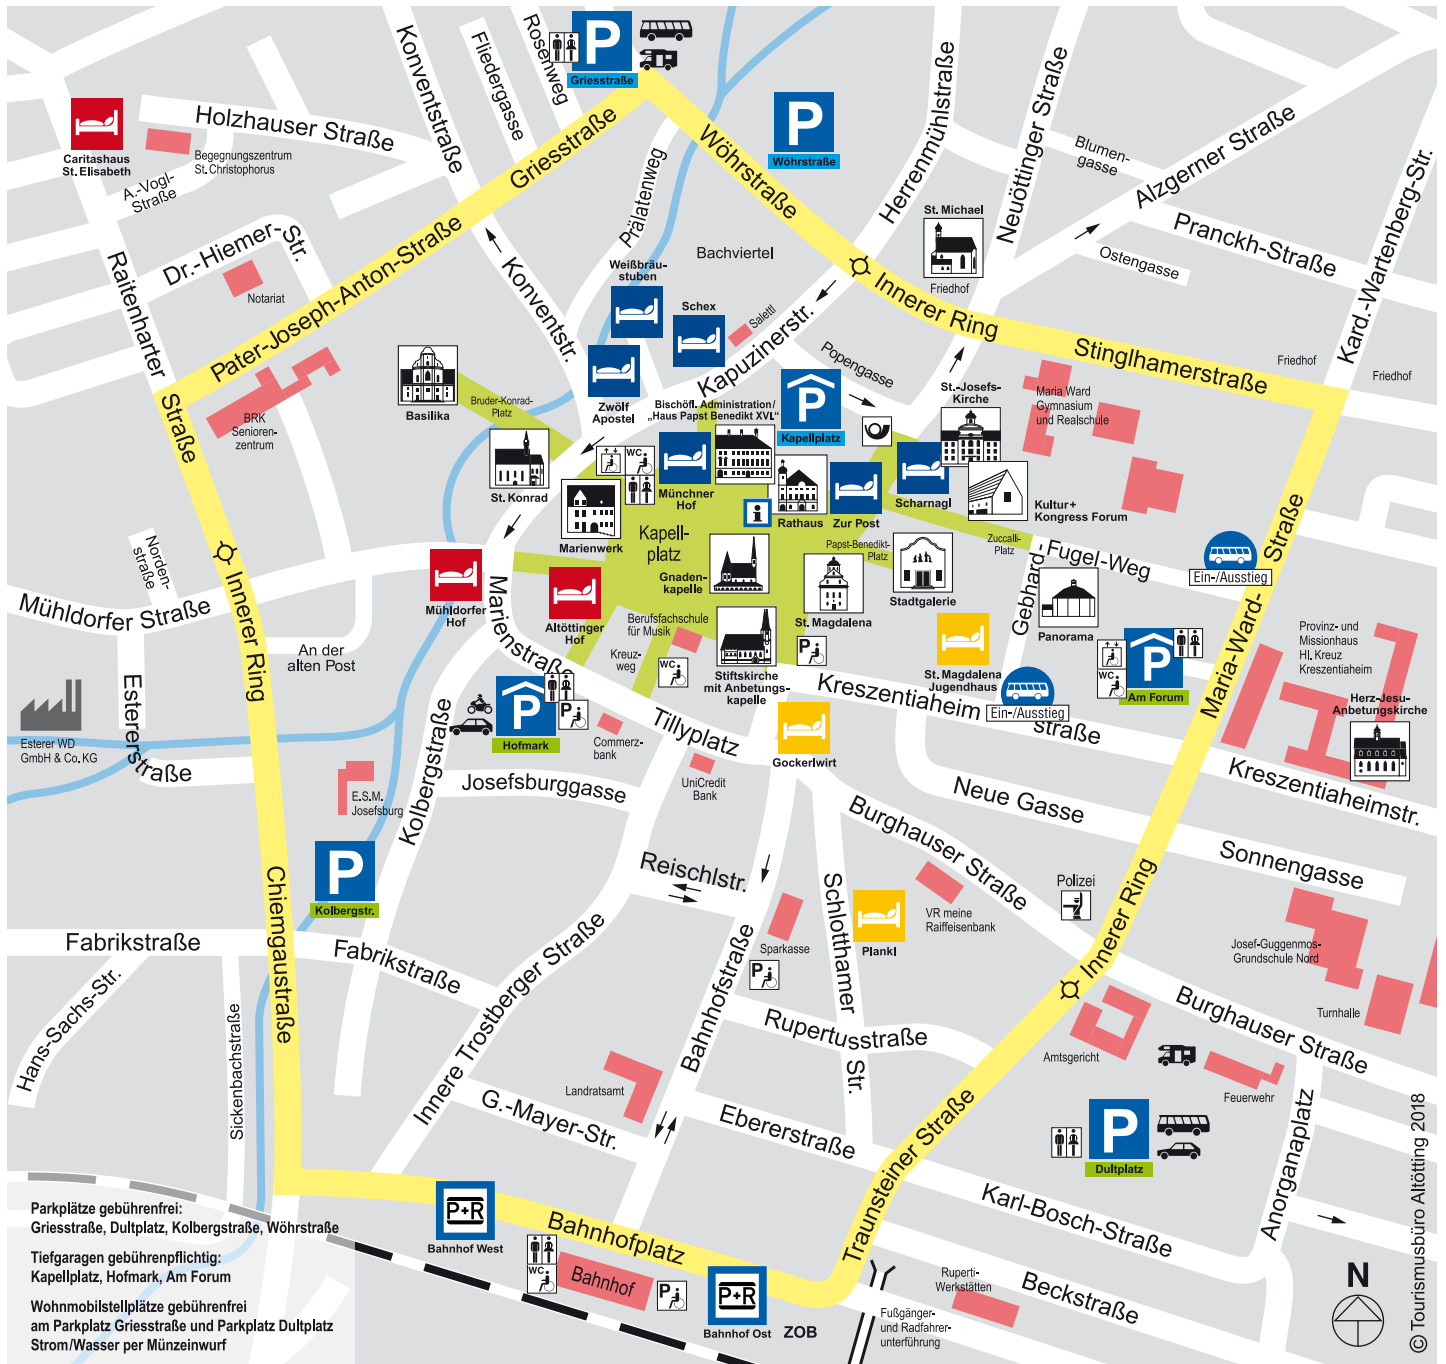 Rosenweg
Fliedergasse
Konventstraße
P
Griesstraße
Holzhauser Straße
Caritashaus
St. Elisabeth
Begegnungszentrum
St. Christophorus
A.-Vogl-
Straße
Griesstraße
Wöhrstraße
P
Wöhrstraße
Herrenmühlstraße
Neuöttinger Straße
Blumen-
gasse
Alzgerner Straße
Kard.-Wartenberg-Str.
Pranckh-Straße
Ostengasse
St. Michael
Friedhof
Prälatenweg
Bachviertel
Dr.-Hiemer-Str.
Notariat
Raitenharter
Straße
Pater-Joseph-Anton-Straße
Konventstr.
Weißbräu-
stuben
Schex
Salettl
Kapuzinerstr.
Innerer Ring
Stinglhamerstraße
Friedhof
Friedhof
Popengasse
BRK
Senioren-
zentrum
Basilika
Bruder-Konrad-
Platz
Zwölf
Apostel
Bischöfl. Administration/
„Haus Papst Benedikt XVI.“
P
Kapellplatz
St.-Josefs-
Kirche
Maria Ward
Gymnasium
und Realschule
St. Konrad
WC
Münchner
Hof
Marienwerk
Kapell-
platz
i
Rathaus
Zur Post
Scharnagl
Kultur+
Kongress Forum
Zuccalli-
Platz
Papst-Benedikt-
Platz
Gnaden-
kapelle
St. Magdalena
Stadtgalerie
Gebhard-
Fugel-Weg
Ein-/Ausstieg
Maria-Ward-
Straße
Panorama
Norden-
straße
Mühldorfer Straße
Innerer Ring
An der
alten Post
Mühldorfer
Hof
Marienstraße
Altöttinger
Hof
Berufsfachschule
für Musik
Kreuz-
weg
WC
Stiftskirche
mit Anbetungs-
kapelle
P
St. Magdalena
Jugendhaus
Ein-/Ausstieg
WC
P
Am Forum
Provinz- und
Missionhaus
Hl. Kreuz
Kreszentiaheim
Herz-Jesu-
Anbetungskirche
Kreszentiaheim
straße
Kreszentiaheimstr.
Esterer WD
GmbH & Co. KG
Estererstraße
Kolbergstraße
P
Hofmark
P
Commerz-
bank
Tillyplatz
UniCredit
Bank
Gockerlwirt
Josefsburggasse
E.S.M.
Josefsburg
Neue Gasse
Burghauser Straße
Sonnengasse
P
Kolbergstr.
Reischlstr.
Schlotthamer
Str.
Plankl
VR meine
Raiffeisenbank
Polizei
Innerer Ring
Sparkasse
P
Josef-Guggenmos-
Grundschule Nord
Turnhalle
Fabrikstraße
Fabrikstraße
Chiemgaustraße
Hans-Sachs-Str.
Sickenbachstraße
Innere Trostberger Straße
Bahnhofstraße
Rupertusstraße
Amtsgericht
Burghauser Straße
Feuerwehr
Landratsamt
G.-Mayer-Str.
Ebererstraße
Traunsteiner Straße
P
Dultplatz
Anorganaplatz
Karl-Bosch-Straße
Beckstraße
P+R
Bahnhof West
Bahnhofplatz
WC
Bahnhof
P
P+R
Bahnhof Ost
ZOB
Fußgänger-
und Radfahrer-
unterführung
Ruperti-
Werkstätten
N
Parkplätze gebührenfrei:
Griesstraße, Dultplatz, Kolbergstraße, Wöhrstraße
Tiefgaragen gebührenpflichtig:
Kapellplatz, Hofmark, Am Forum
Wohnmobilstellplätze gebührenfrei
am Parkplatz Griesstraße und Parkplatz Dultplatz
Strom/Wasser per Münzeinwurf
© Tourismusbüro Altötting 2018